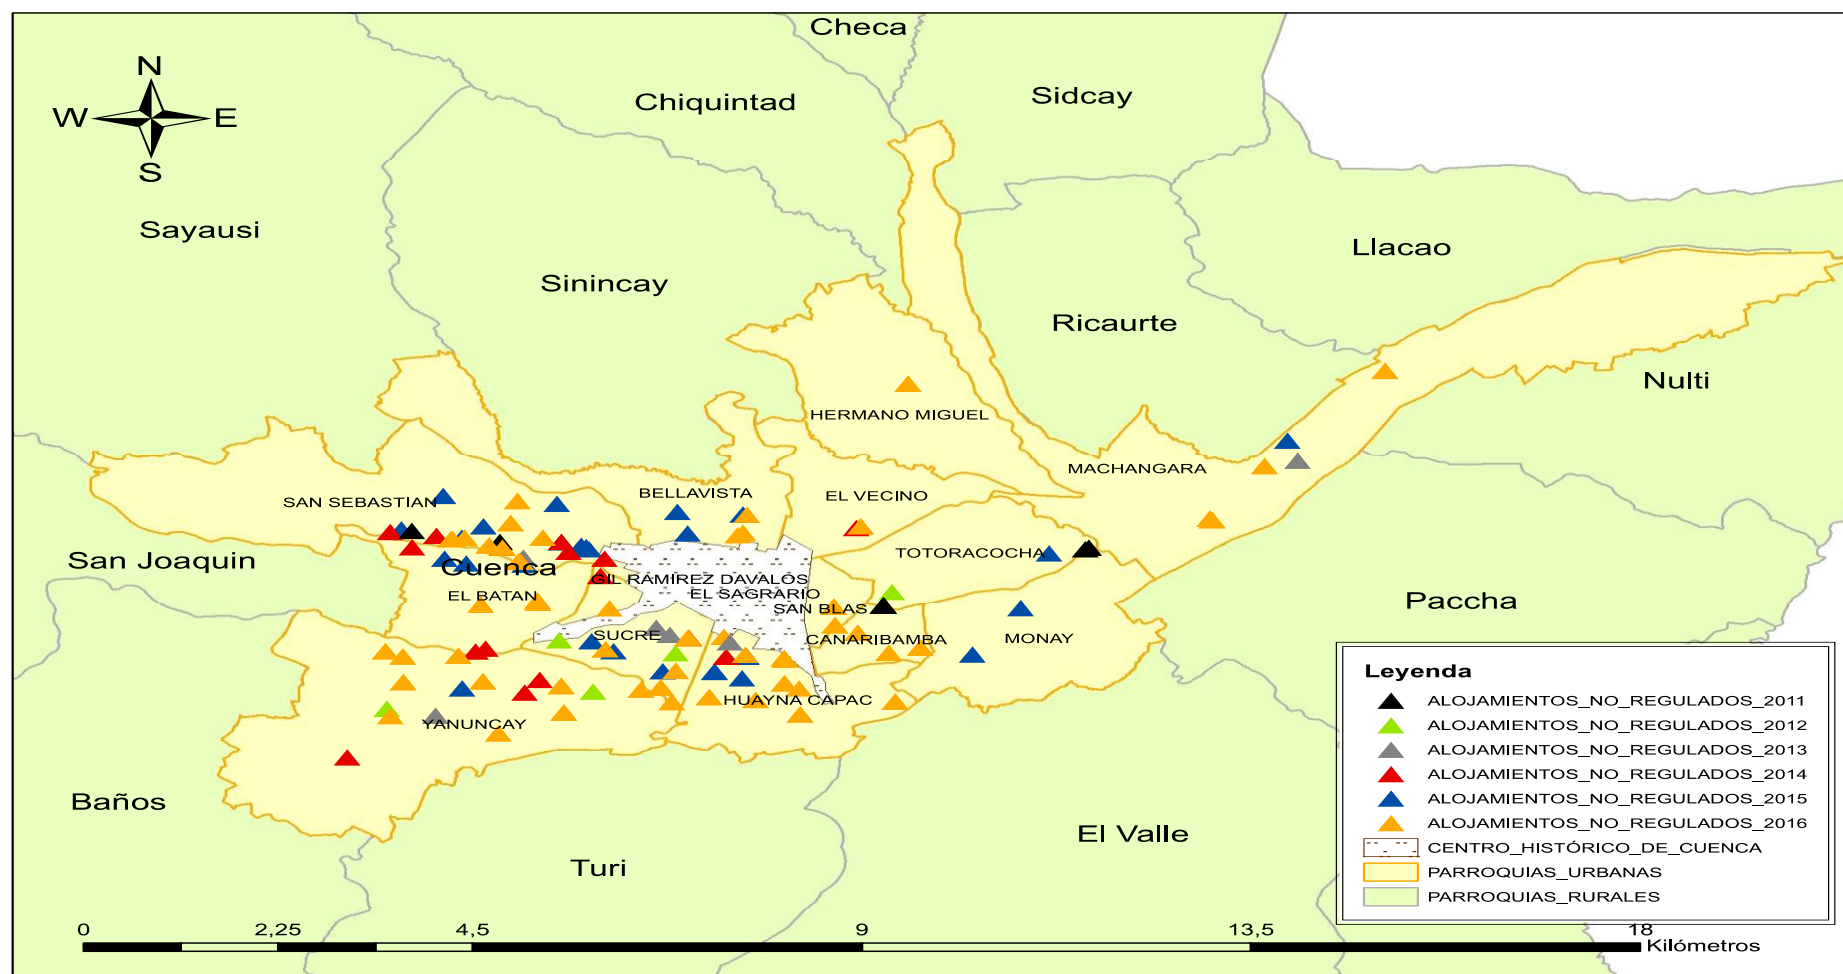 Checa
N
Chiquintad
Sidcay
W
E
S
Sayausi
Llacao
Sinincay
Ricaurte
Nulti
HERMANO MIGUEL
MACHANGARA
SAN SEBASTIAN
BELLAVISTA
EL VECINO
San Joaquin
Cuenca
TOTORACOCHA
GIL RAMIREZ DAVALOS
EL BATAN
EL SAGRARIO
SAN BLAS
Paccha
SUCRE
CANARIBAMBA
MONAY
HUAYNA CAPAC
YANUNCAY
Baños
El Valle
Turi
Leyenda
ALOJAMIENTOS_NO_REGULADOS_2011
ALOJAMIENTOS_NO_REGULADOS_2012
ALOJAMIENTOS_NO_REGULADOS_2013
ALOJAMIENTOS_NO_REGULADOS_2014
ALOJAMIENTOS_NO_REGULADOS_2015
ALOJAMIENTOS_NO_REGULADOS_2016
CENTRO_HISTÓRICO_DE_CUENCA
PARROQUIAS_URBANAS
PARROQUIAS_RURALES
0 2,25 4,5 9 13,5 18
Kilómetros